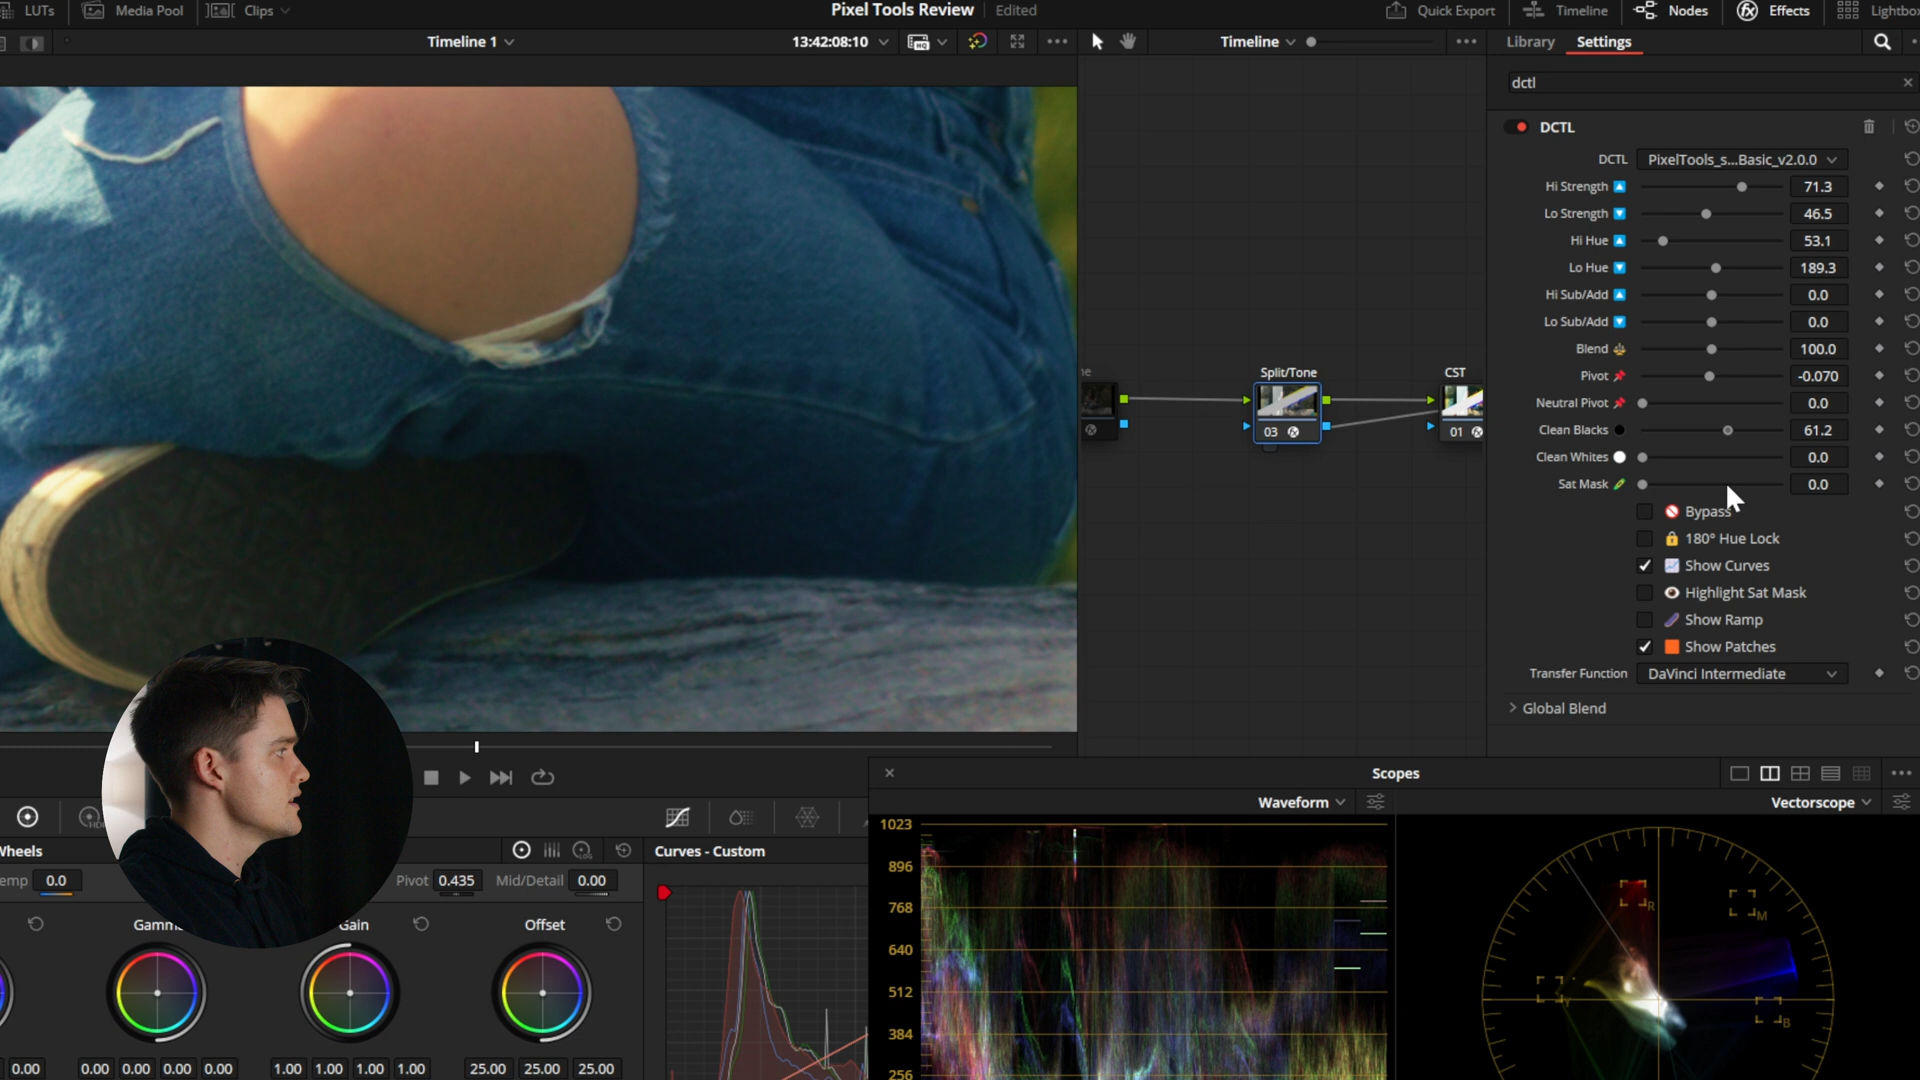 LUTs Media Pool Clips Pixel Tools Review Edited Quick Export Timeline Nodes Effects Lightbo
Timeline 1 13:42:08:10 HQ Timeline Library Settings
dctl
DCTL
DCTL PixelTools_s...Basic_v2.0.0
Hi Strength 71.3
Lo Strength 46.5
Hi Hue 53.1
Lo Hue 189.3
Hi Sub/Add 0.0
Lo Sub/Add 0.0
Blend 100.0
Pivot -0.070
Neutral Pivot 0.0
Clean Blacks 61.2
Clean Whites 0.0
Sat Mask 0.0
Bypass
180° Hue Lock
Show Curves
Highlight Sat Mask
Show Ramp
Show Patches
Transfer Function DaVinci Intermediate
Global Blend
ne Split/Tone CST
03 01
Scopes
Waveform Vectorscope
1023
896
768
640
512
384
256
R
M
B
Wheels Curves - Custom
emp 0.0 Pivot 0.435 Mid/Detail 0.00
Gamm Gain Offset
0.00 0.00 0.00 0.00 0.00 1.00 1.00 1.00 1.00 25.00 25.00 25.00